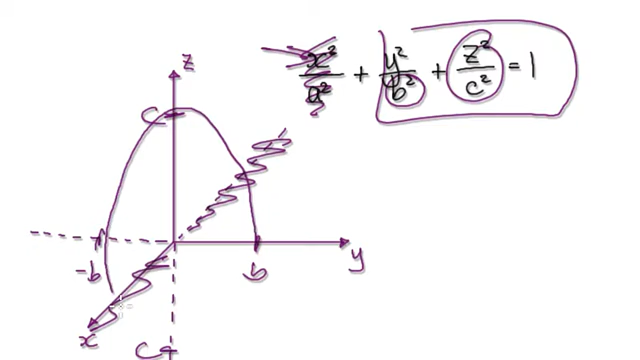 x²/a² + y²/b² + z²/c² = 1
z
c
-b
b
y
x
c